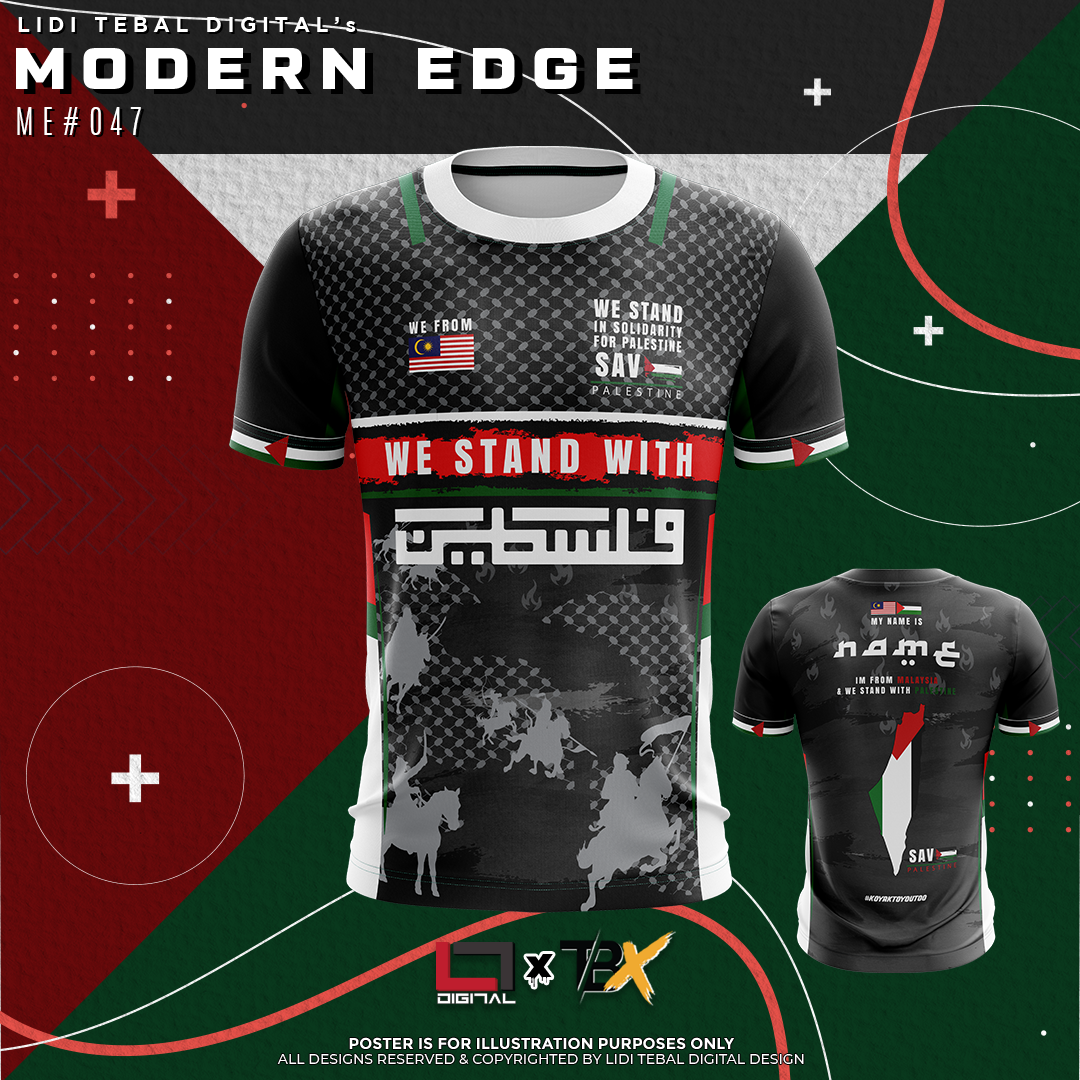 LIDI TEBAL DIGITAL's
MODERN EDGE
ME#047
WE FROM
WE STAND
IN SOLIDARITY
FOR PALESTINE
SAV
PALESTINE
WE STAND WITH
فلسطين
MY NAME IS
name
IM FROM MALAYSIA
& WE STAND WITH PALESTINE
SAV
PALESTINE
@KOYAKTOYOUTOO
DIGITAL X TBX
POSTER IS FOR ILLUSTRATION PURPOSES ONLY
ALL DESIGNS RESERVED & COPYRIGHTED BY LIDI TEBAL DIGITAL DESIGN